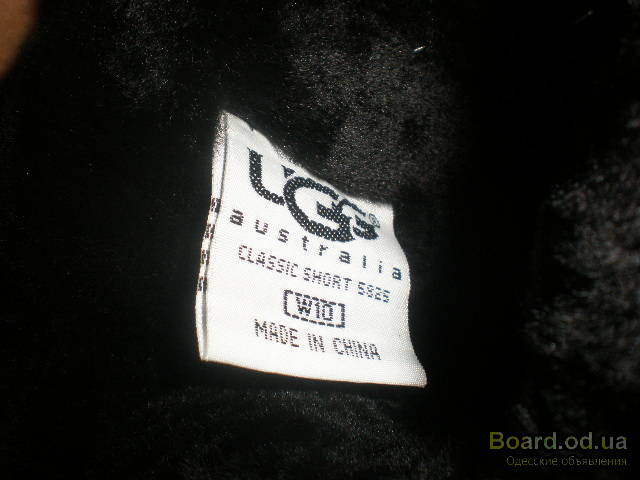 UGG®
australia
CLASSIC SHORT 5825
W10
MADE IN CHINA
Board.od.ua
Одесские объявления